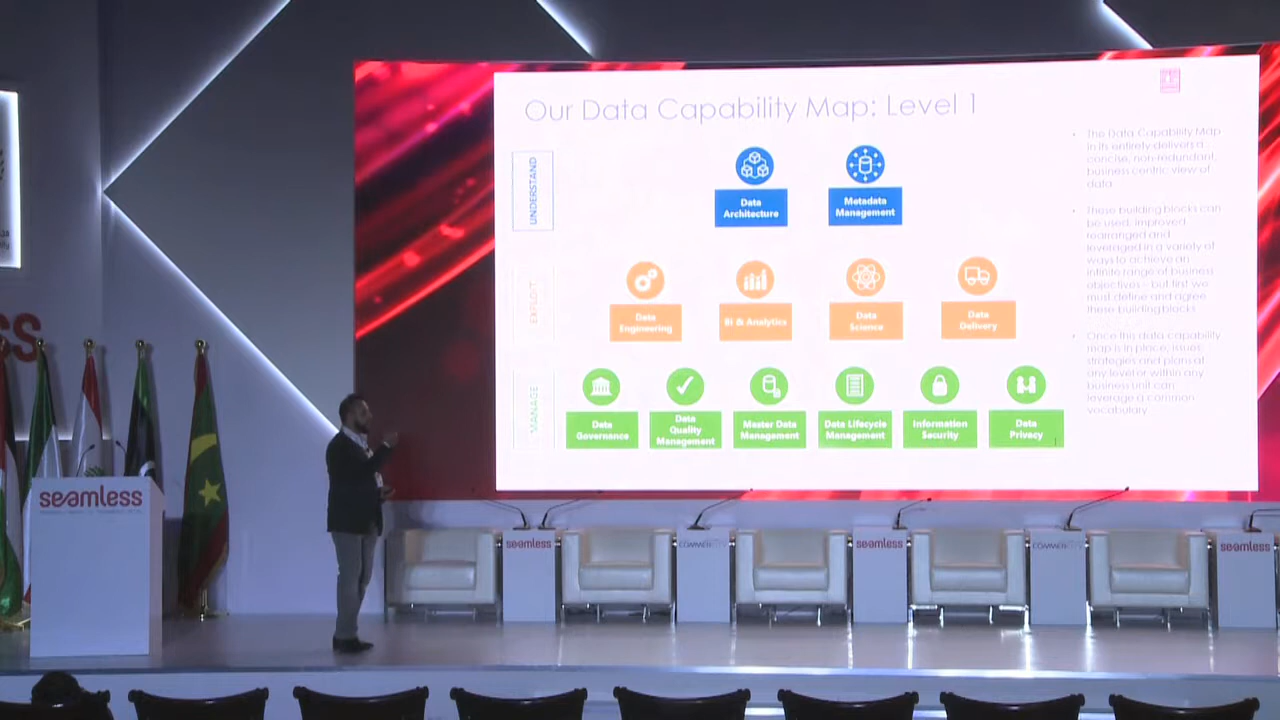 Our Data Capability Map: Level 1
UNDERSTAND
Data
Architecture
Metadata
Management
EXPLOIT
Data
Engineering
BI & Analytics
Data
Science
Data
Delivery
MANAGE
Data
Governance
Data
Quality
Management
Master Data
Management
Data Lifecycle
Management
Information
Security
Data
Privacy
1
• The Data Capability Map
in its entirety delivers a
concise, non-redundant,
business centric view of
data
• These building blocks can
be used, improved,
rearranged and
leveraged in a variety of
ways to achieve an
infinite range of business
objectives – but first we
must define and agree
these building blocks
• Once this data capability
map is in place, issues
strategies and plans at
any level or within any
business unit can
leverage a common
vocabulary
ss
seamless
seamless
seamless
seamless